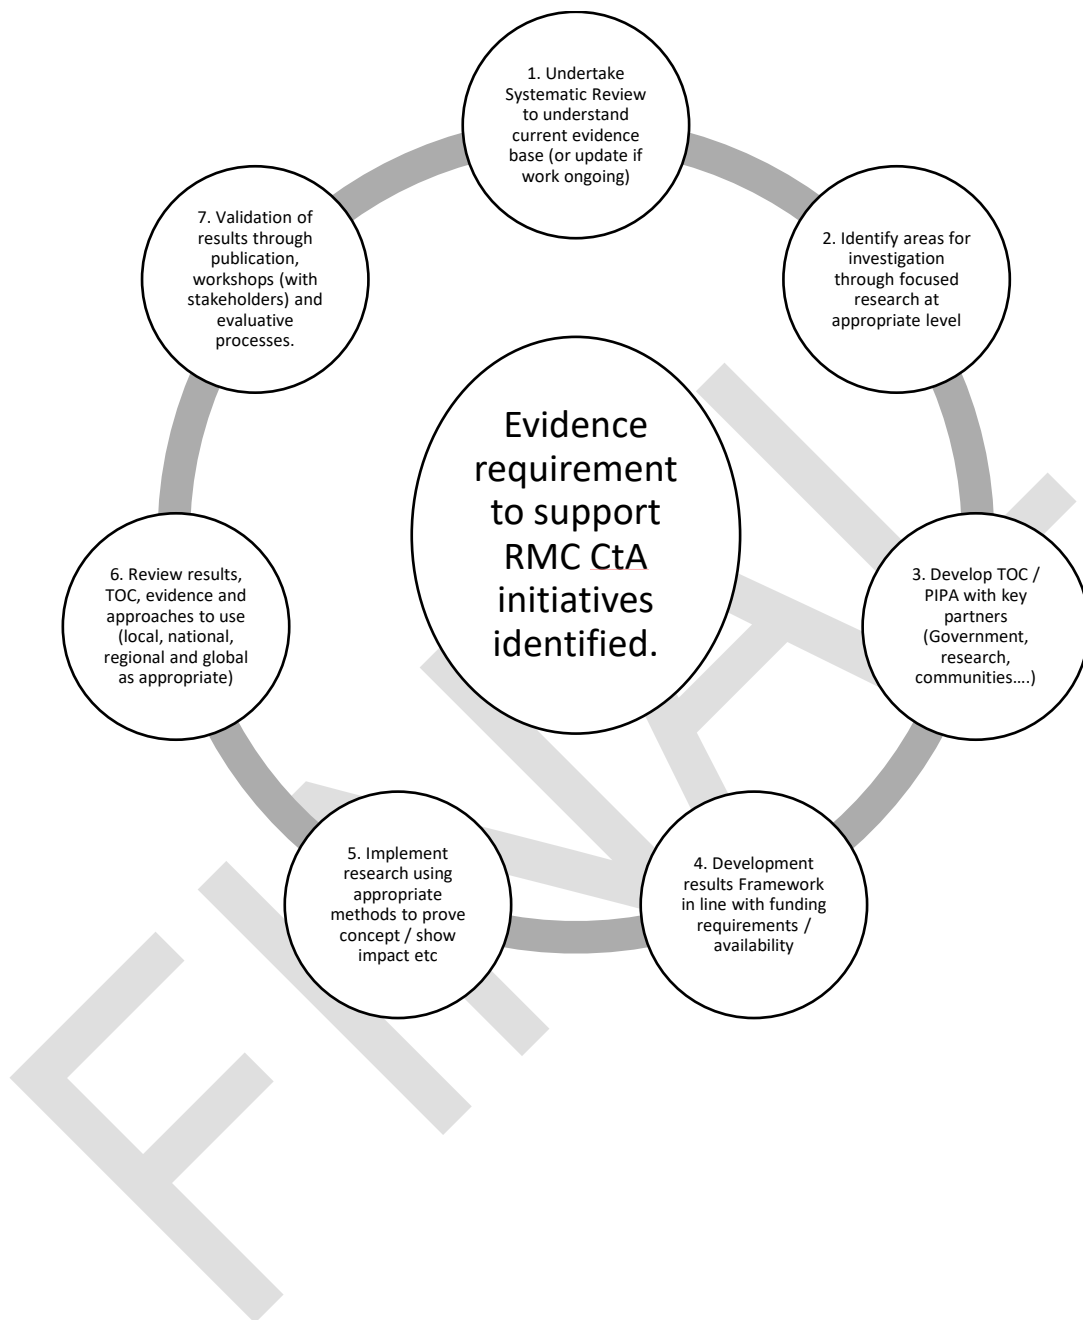 1. Undertake
Systematic Review
to understand
current evidence
base (or update if
work ongoing)
2. Identify areas for
investigation
through focused
research at
appropriate level
3. Develop TOC /
PIPA with key
partners
(Government,
research,
communities....)
4. Development
results Framework
in line with funding
requirements /
availability
5. Implement
research using
appropriate
methods to prove
concept / show
impact etc
6. Review results,
TOC, evidence and
approaches to use
(local, national,
regional and global
as appropriate)
7. Validation of
results through
publication,
workshops (with
stakeholders) and
evaluative
processes.
Evidence
requirement
to support
RMC CtA
initiatives
identified.
FINAL